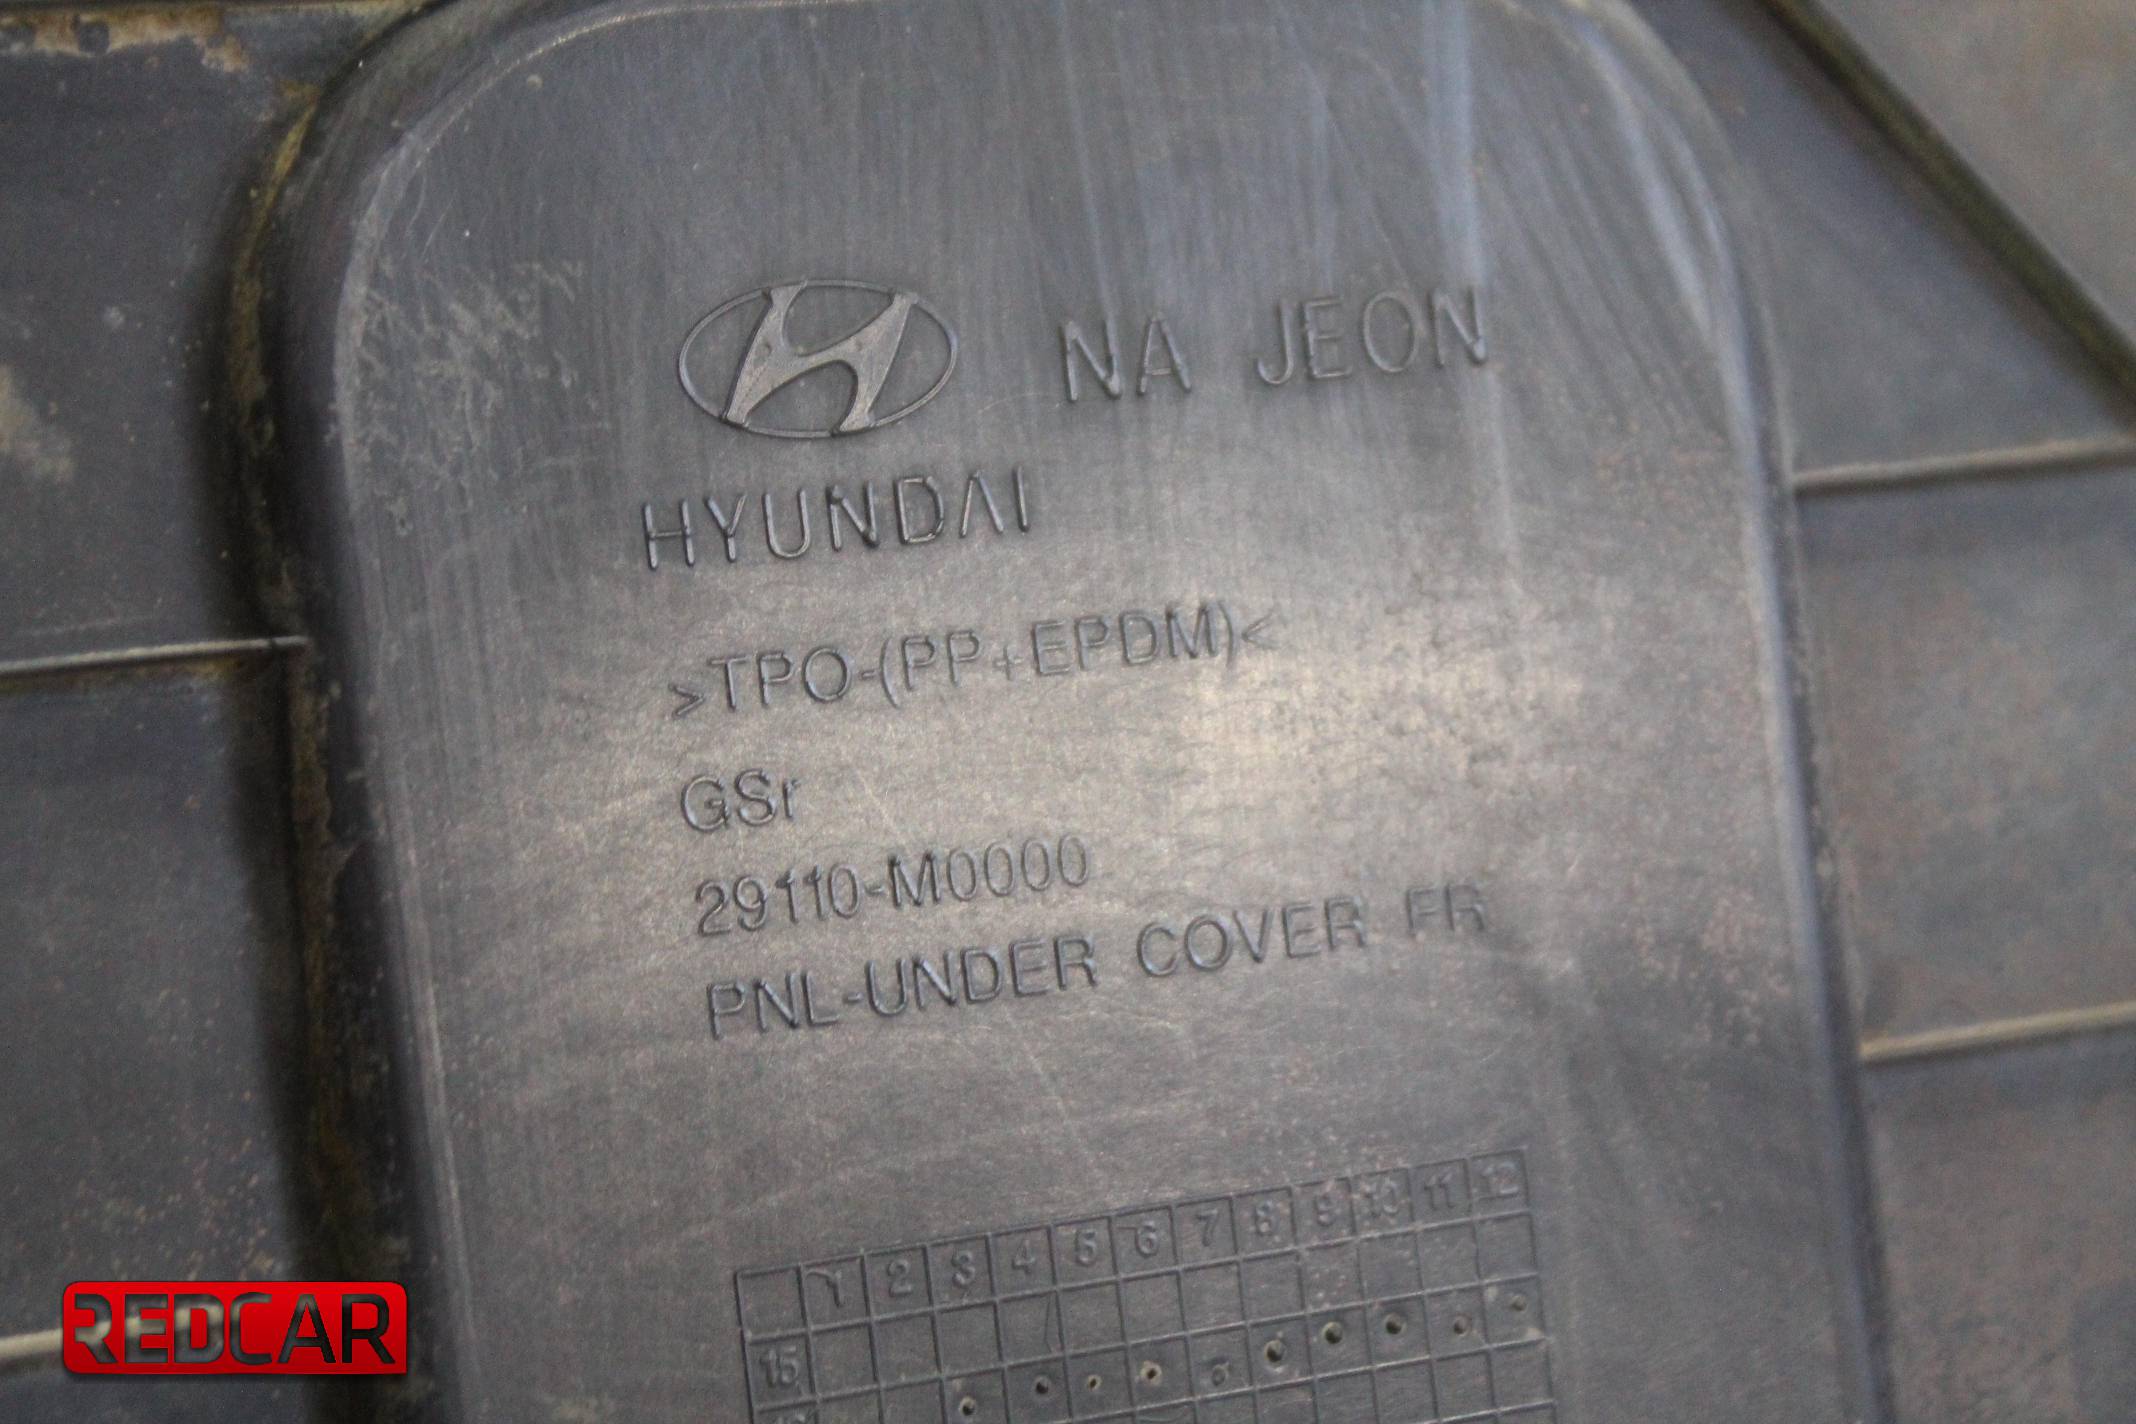 NA JEON
HYUNDAI
>TPO-(PP+EPDM)<
GSr
29110-M0000
PNL-UNDER COVER FR
1 2 3 4 5 6 7 8 9 10 11 12
15
REDCAR